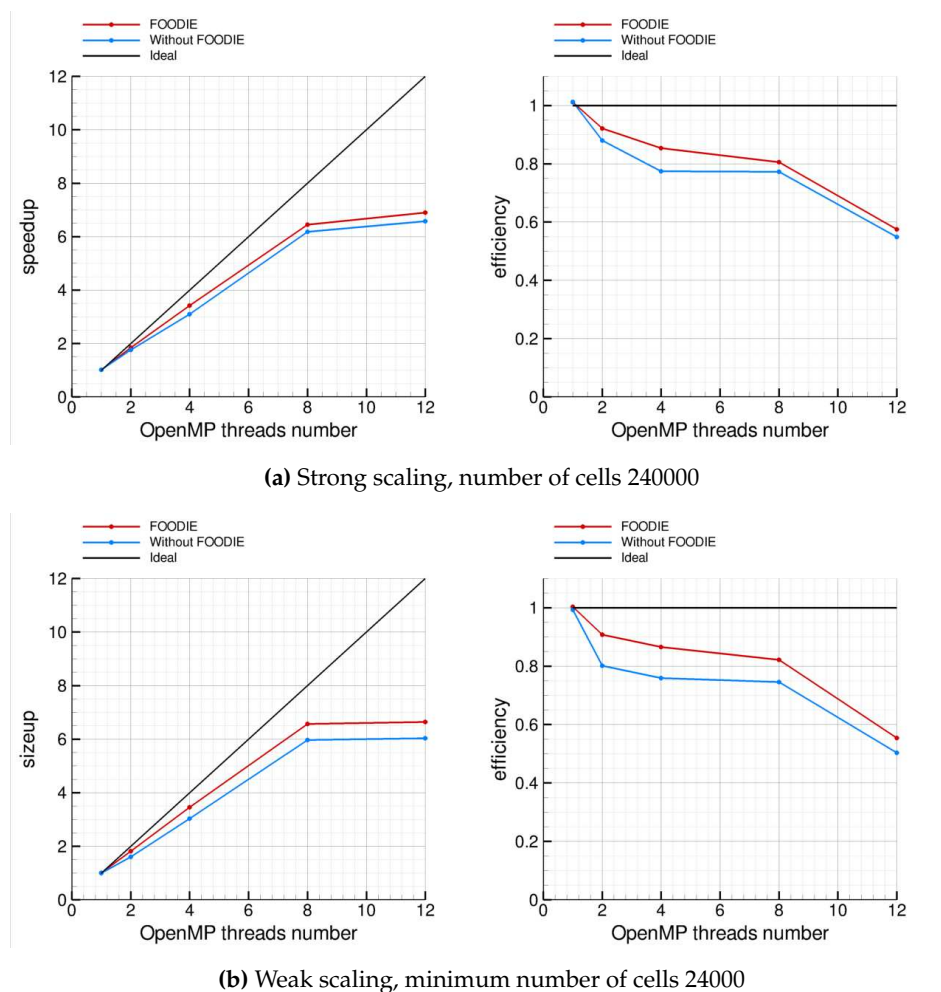 FOODIE
Without FOODIE
Ideal
12
10
8
6
4
2
0
speedup
0 2 4 6 8 10 12
OpenMP threads number
FOODIE
Without FOODIE
Ideal
1
0.8
0.6
0.4
0.2
0
efficiency
0 2 4 6 8 10 12
OpenMP threads number
(a) Strong scaling, number of cells 240000
FOODIE
Without FOODIE
Ideal
12
10
8
6
4
2
0
sizeup
0 2 4 6 8 10 12
OpenMP threads number
FOODIE
Without FOODIE
Ideal
1
0.8
0.6
0.4
0.2
0
efficiency
0 2 4 6 8 10 12
OpenMP threads number
(b) Weak scaling, minimum number of cells 24000